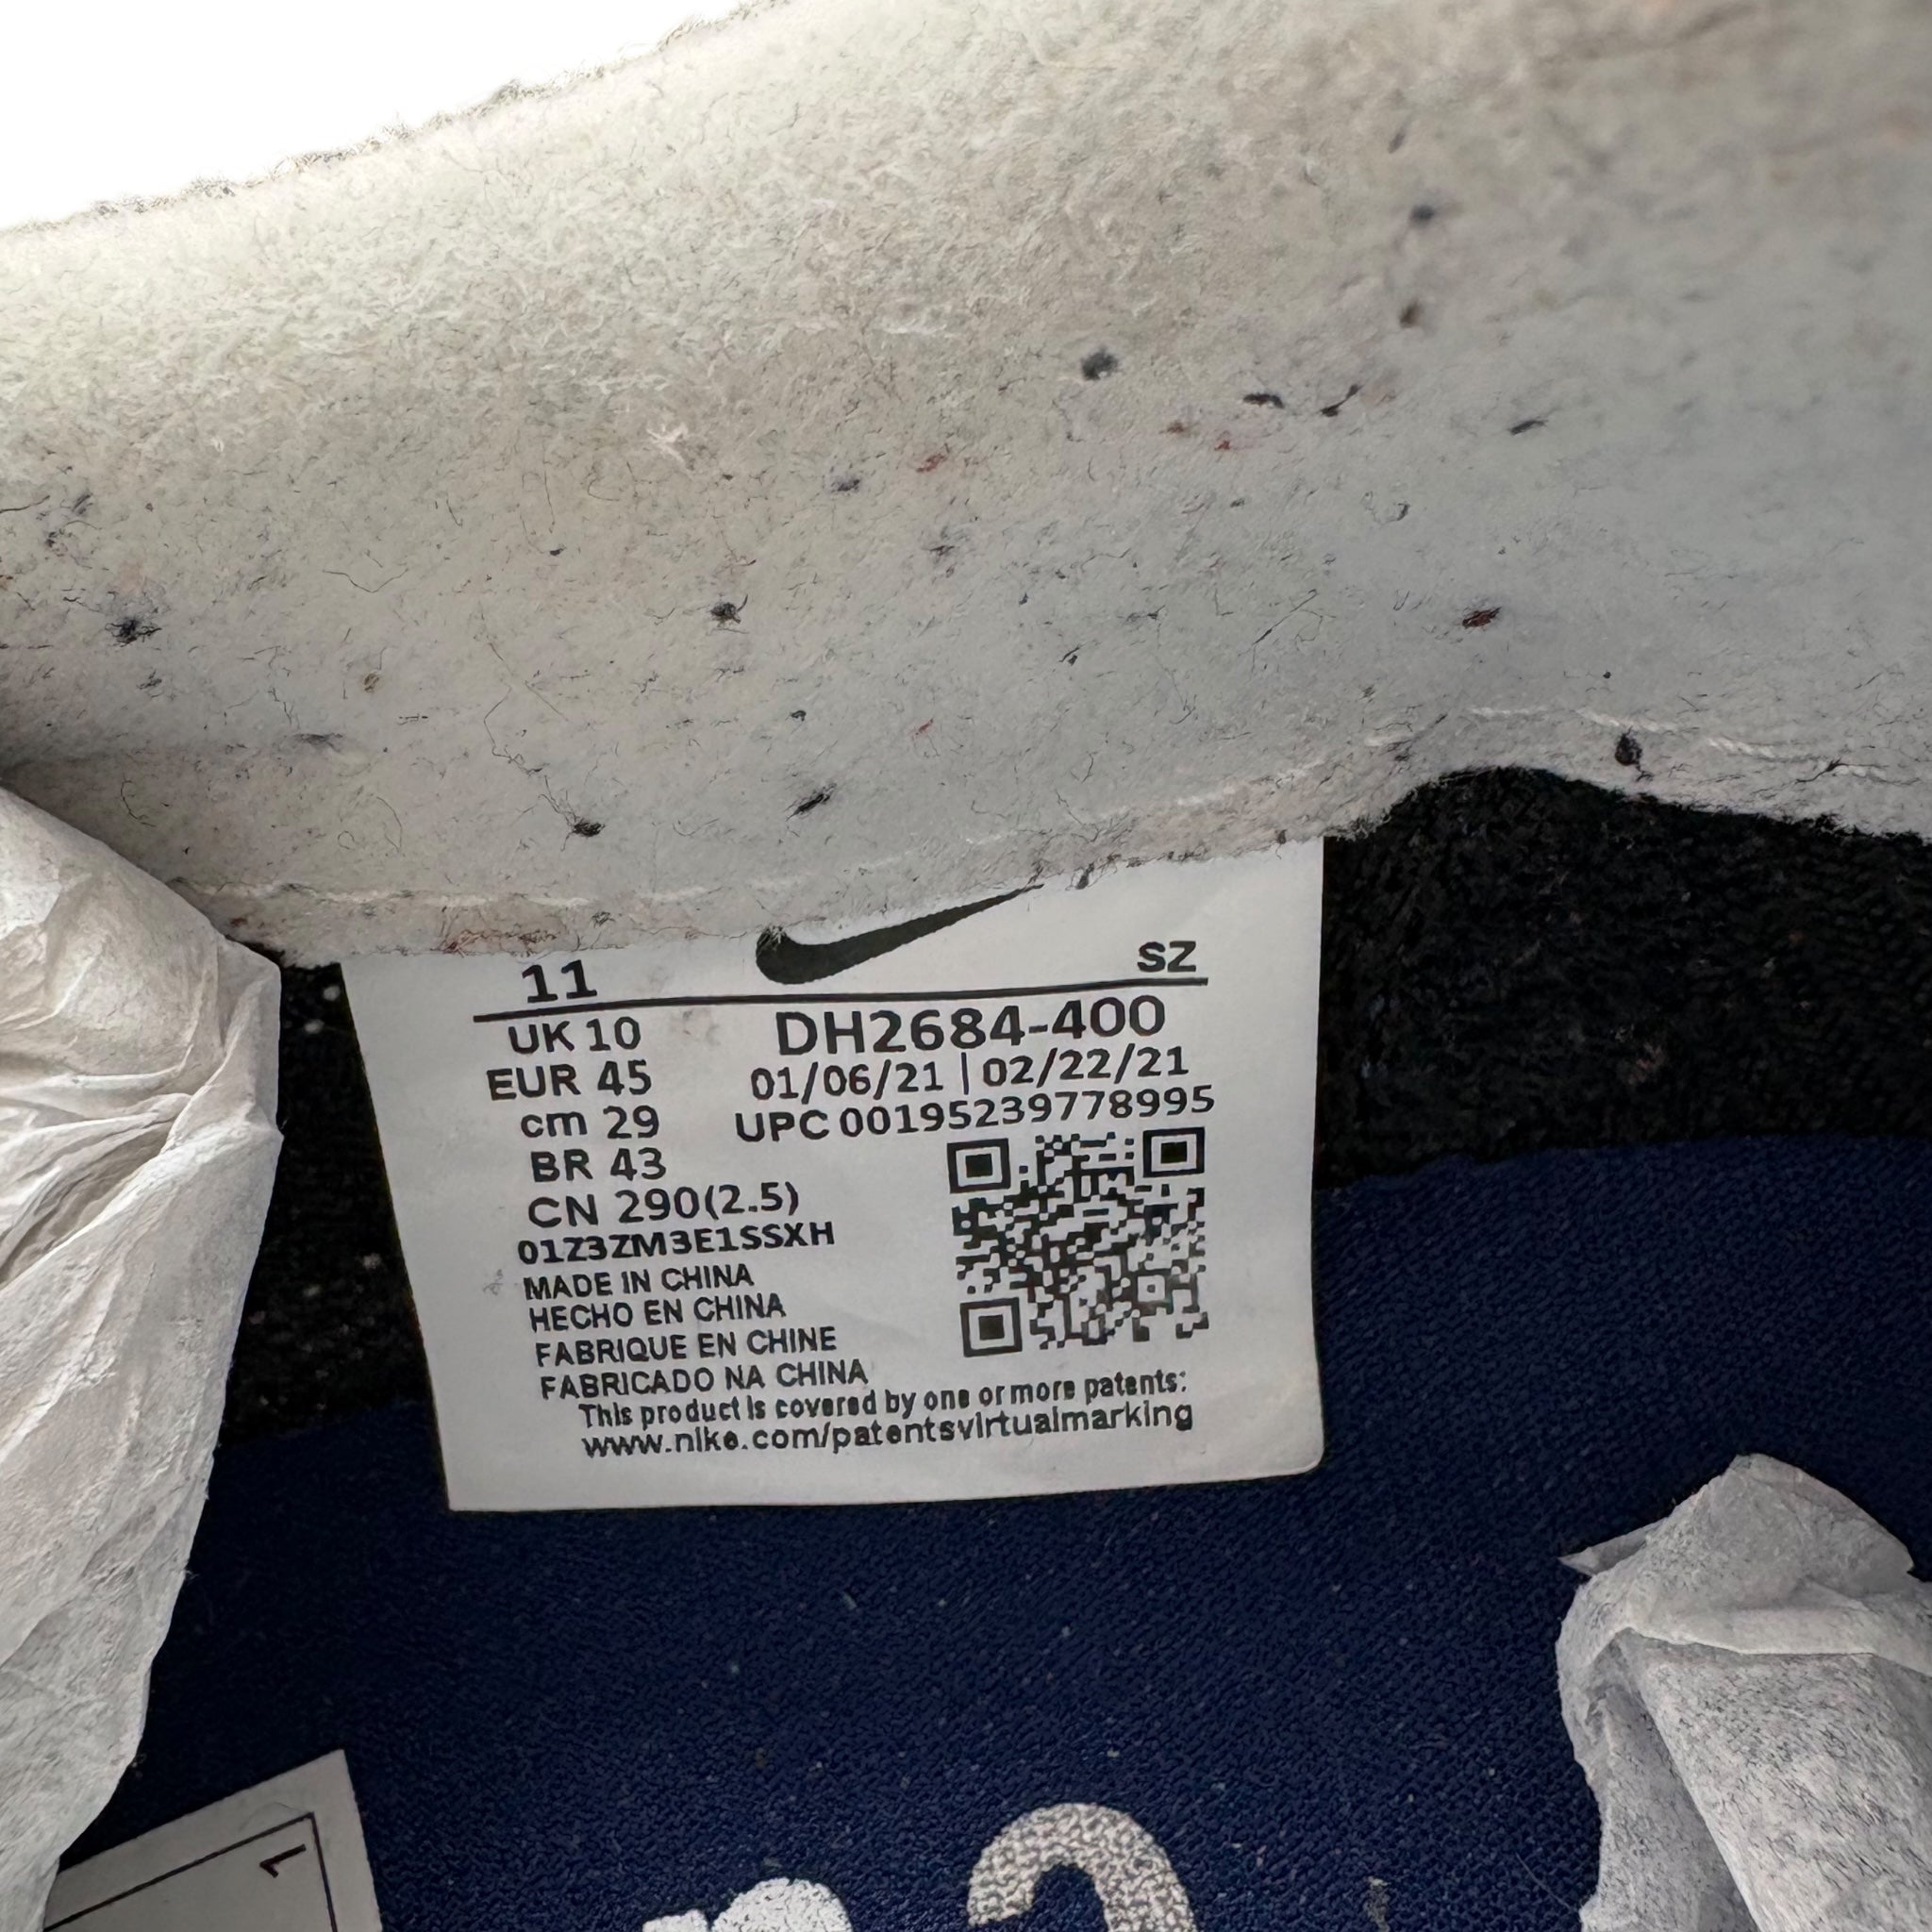 11 SZ
UK 10 DH2684-400
EUR 45 01/06/21 | 02/22/21
cm 29 UPC 00195239778995
BR 43
CN 290(2.5)
01Z3ZM3E1SSXH
MADE IN CHINA
HECHO EN CHINA
FABRIQUE EN CHINE
FABRICADO NA CHINA
This product is covered by one or more patents:
www.nike.com/patentsvirtualmarking
1